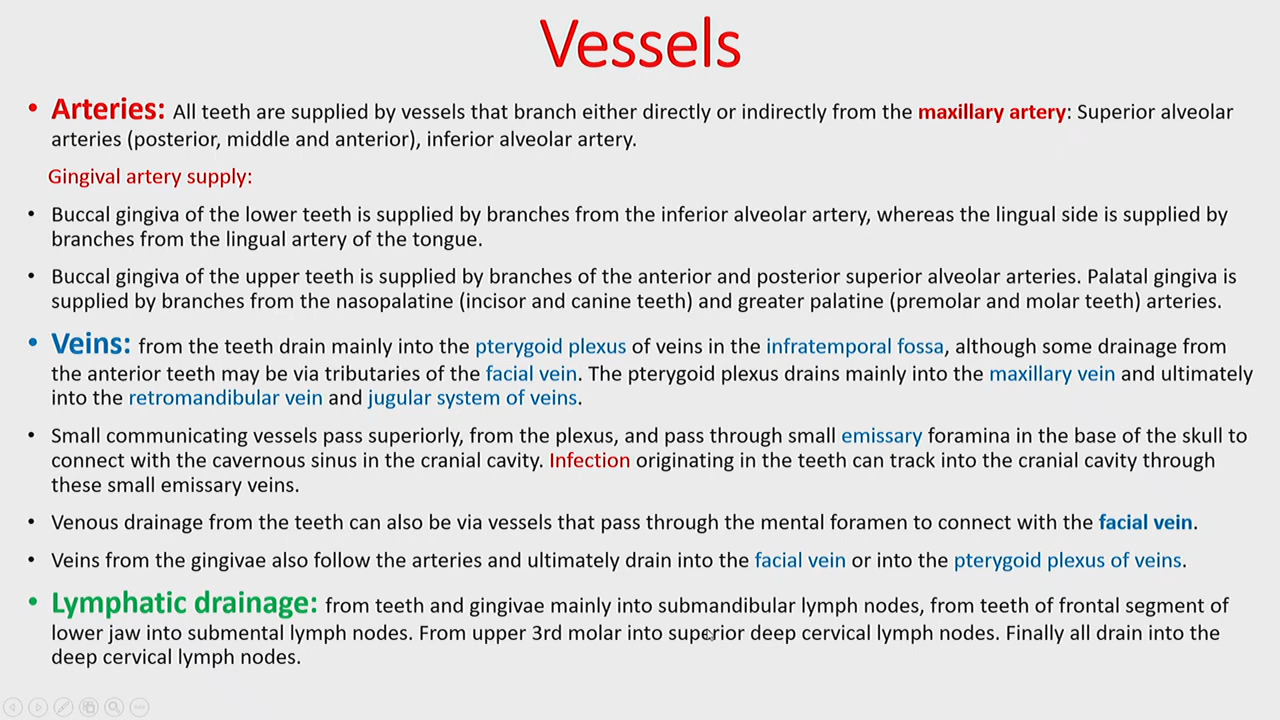 Vessels
• Arteries: All teeth are supplied by vessels that branch either directly or indirectly from the maxillary artery: Superior alveolar
arteries (posterior, middle and anterior), inferior alveolar artery.
Gingival artery supply:
• Buccal gingiva of the lower teeth is supplied by branches from the inferior alveolar artery, whereas the lingual side is supplied by
branches from the lingual artery of the tongue.
• Buccal gingiva of the upper teeth is supplied by branches of the anterior and posterior superior alveolar arteries. Palatal gingiva is
supplied by branches from the nasopalatine (incisor and canine teeth) and greater palatine (premolar and molar teeth) arteries.
• Veins: from the teeth drain mainly into the pterygoid plexus of veins in the infratemporal fossa, although some drainage from
the anterior teeth may be via tributaries of the facial vein. The pterygoid plexus drains mainly into the maxillary vein and ultimately
into the retromandibular vein and jugular system of veins.
• Small communicating vessels pass superiorly, from the plexus, and pass through small emissary foramina in the base of the skull to
connect with the cavernous sinus in the cranial cavity. Infection originating in the teeth can track into the cranial cavity through
these small emissary veins.
• Venous drainage from the teeth can also be via vessels that pass through the mental foramen to connect with the facial vein.
• Veins from the gingivae also follow the arteries and ultimately drain into the facial vein or into the pterygoid plexus of veins.
• Lymphatic drainage: from teeth and gingivae mainly into submandibular lymph nodes, from teeth of frontal segment of
lower jaw into submental lymph nodes. From upper 3rd molar into superior deep cervical lymph nodes. Finally all drain into the
deep cervical lymph nodes.